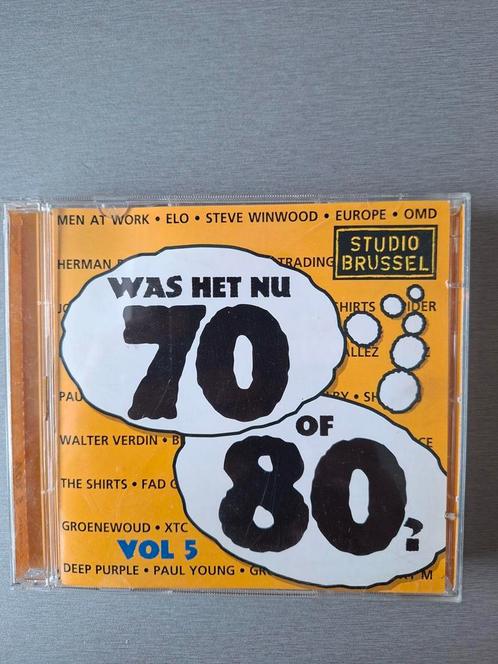 MEN AT WORK • ELO • STEVE WINWOOD • EUROPE • OMD
STUDIO BRUSSEL
HERMAN TRADING
WAS HET NU
70
SHIRTS •
OF
80?
WALTER VERDIN •
THE SHIRTS • FAD
GROENEWOUD • XTC
VOL 5
DEEP PURPLE • PAUL YOUNG •